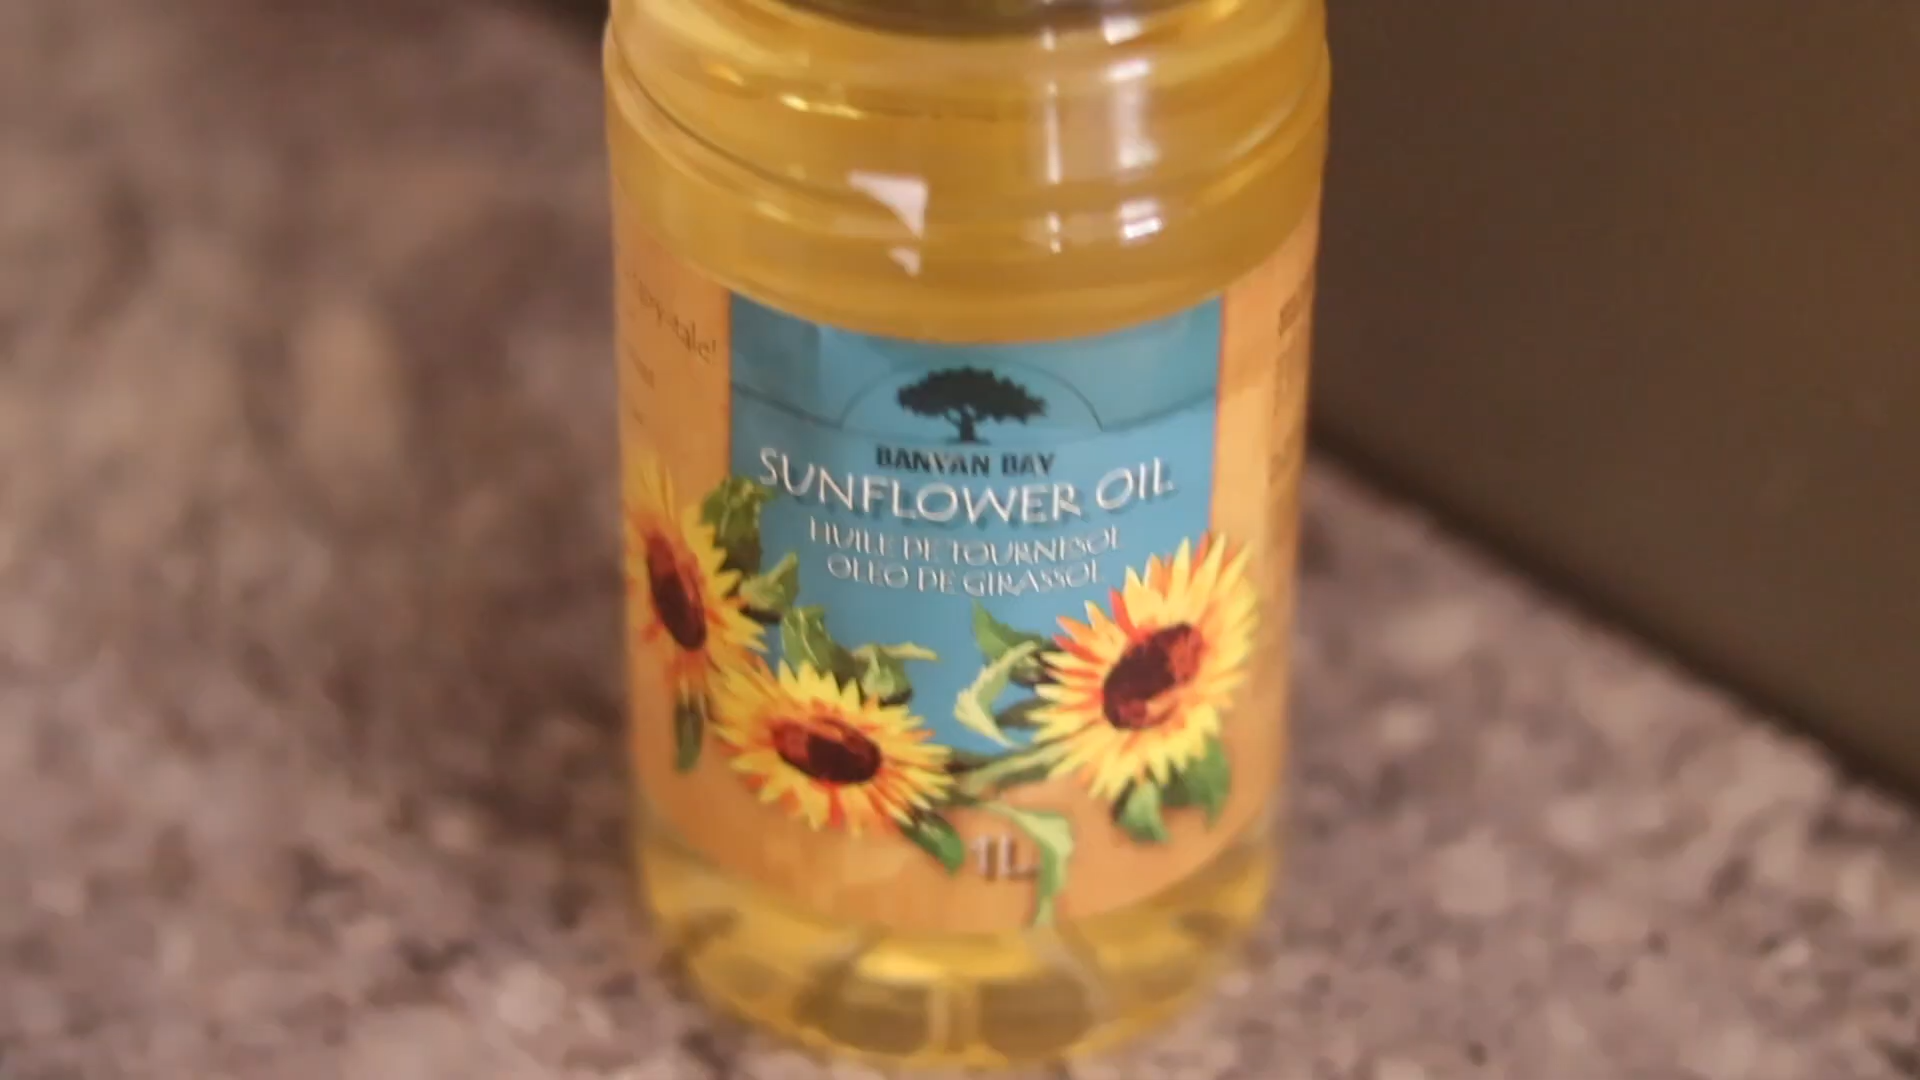 BANYAN BAY
SUNFLOWER OIL
HUILE DE TOURNESOL
OLEO DE GIRASSOL
1L